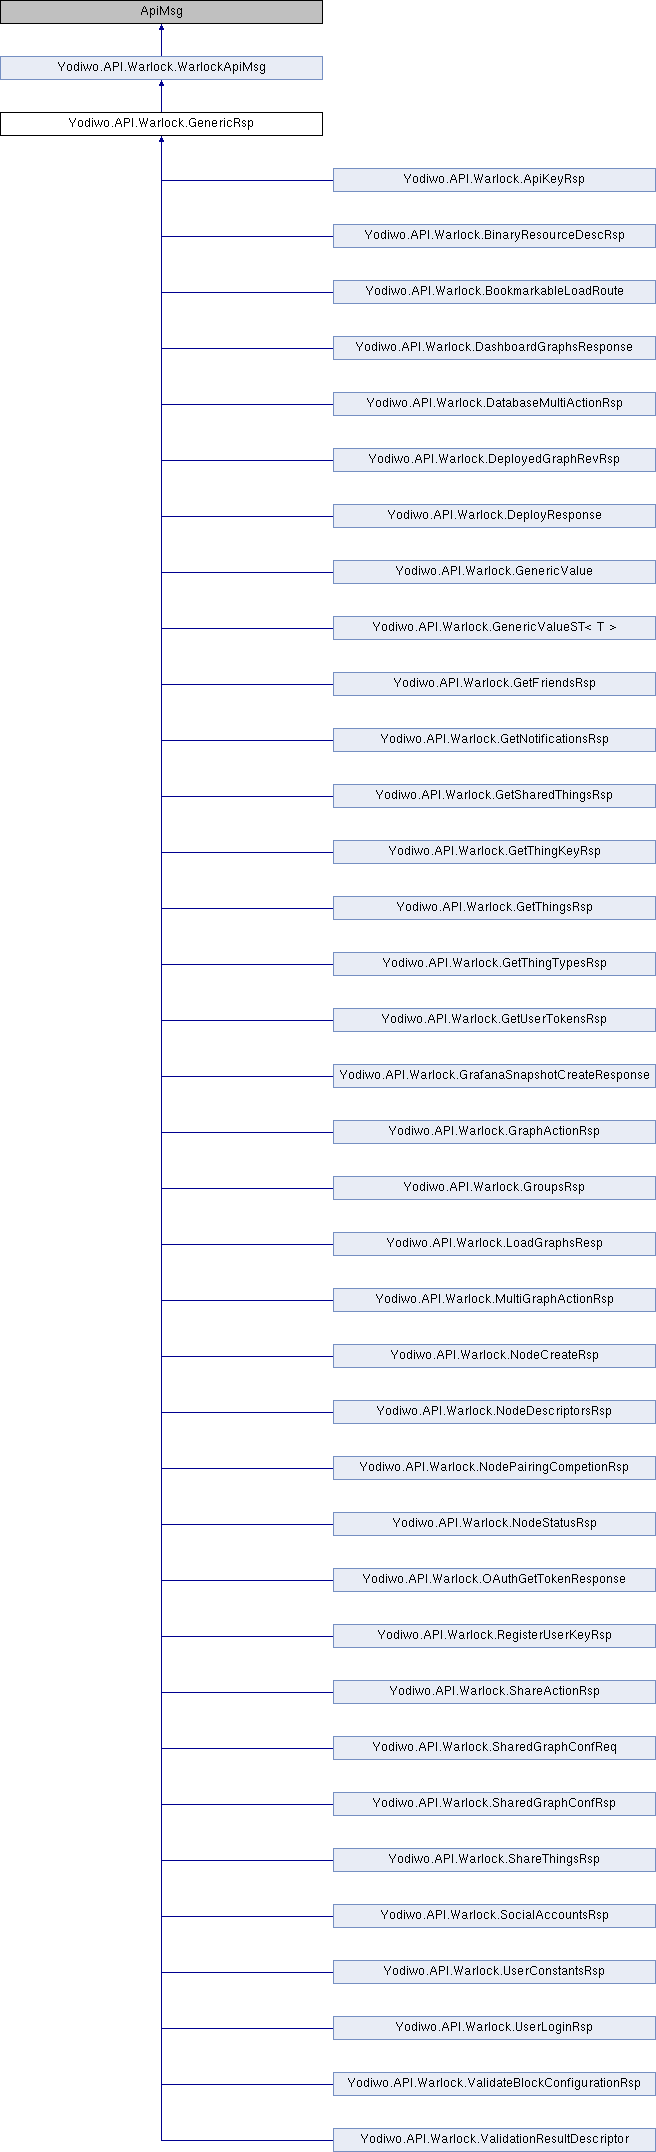 ApiMsg
Yodiwo.API.Warlock.WarlockApiMsg
Yodiwo.API.Warlock.GenericRsp
Yodiwo.API.Warlock.ApiKeyRsp
Yodiwo.API.Warlock.BinaryResourceDescRsp
Yodiwo.API.Warlock.BookmarkableLoadRoute
Yodiwo.API.Warlock.DashboardGraphsResponse
Yodiwo.API.Warlock.DatabaseMultiActionRsp
Yodiwo.API.Warlock.DeployedGraphRevRsp
Yodiwo.API.Warlock.DeployResponse
Yodiwo.API.Warlock.GenericValue
Yodiwo.API.Warlock.GenericValueST< T >
Yodiwo.API.Warlock.GetFriendsRsp
Yodiwo.API.Warlock.GetNotificationsRsp
Yodiwo.API.Warlock.GetSharedThingsRsp
Yodiwo.API.Warlock.GetThingKeyRsp
Yodiwo.API.Warlock.GetThingsRsp
Yodiwo.API.Warlock.GetThingTypesRsp
Yodiwo.API.Warlock.GetUserTokensRsp
Yodiwo.API.Warlock.GrafanaSnapshotCreateResponse
Yodiwo.API.Warlock.GraphActionRsp
Yodiwo.API.Warlock.GroupsRsp
Yodiwo.API.Warlock.LoadGraphsResp
Yodiwo.API.Warlock.MultiGraphActionRsp
Yodiwo.API.Warlock.NodeCreateRsp
Yodiwo.API.Warlock.NodeDescriptorsRsp
Yodiwo.API.Warlock.NodePairingCompetionRsp
Yodiwo.API.Warlock.NodeStatusRsp
Yodiwo.API.Warlock.OAuthGetTokenResponse
Yodiwo.API.Warlock.RegisterUserKeyRsp
Yodiwo.API.Warlock.ShareActionRsp
Yodiwo.API.Warlock.SharedGraphConfReq
Yodiwo.API.Warlock.SharedGraphConfRsp
Yodiwo.API.Warlock.ShareThingsRsp
Yodiwo.API.Warlock.SocialAccountsRsp
Yodiwo.API.Warlock.UserConstantsRsp
Yodiwo.API.Warlock.UserLoginRsp
Yodiwo.API.Warlock.ValidateBlockConfigurationRsp
Yodiwo.API.Warlock.ValidationResultDescriptor